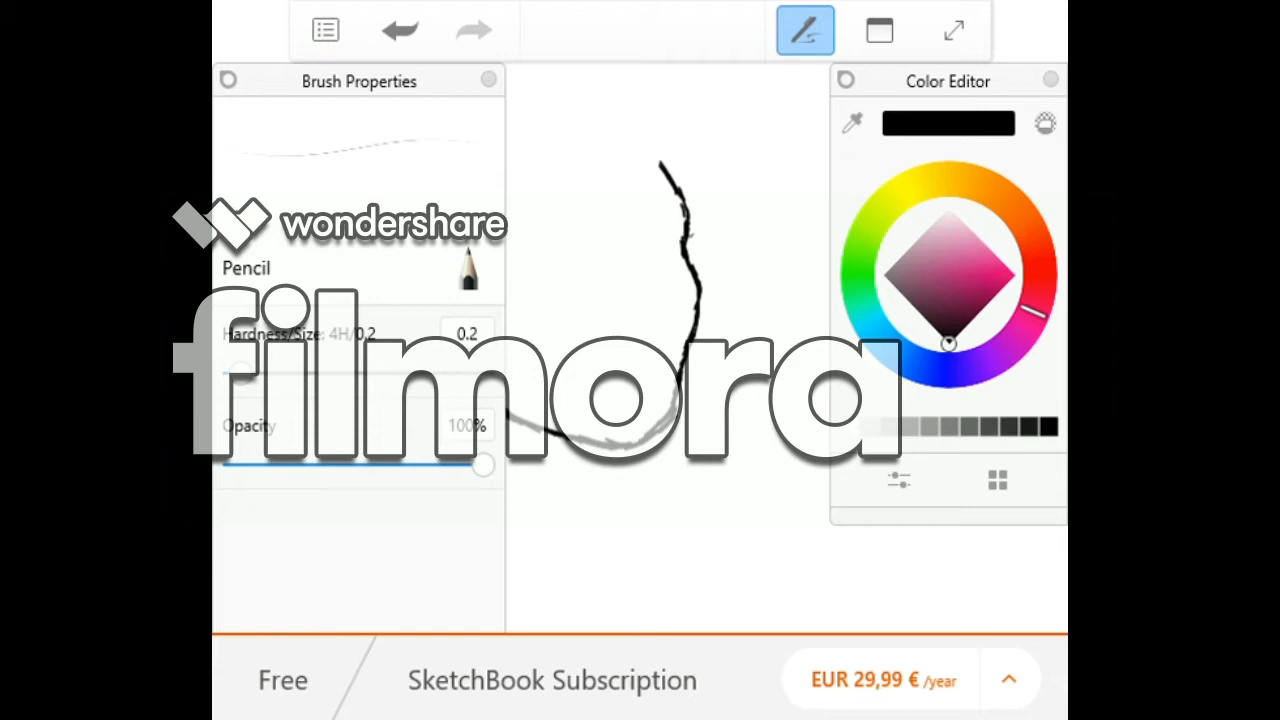 Brush Properties
Color Editor
wondershare
Pencil
filmora
Hardness/Size: 4H/0.2
0.2
Opacity
100%
Free
SketchBook Subscription
EUR 29,99 € /year